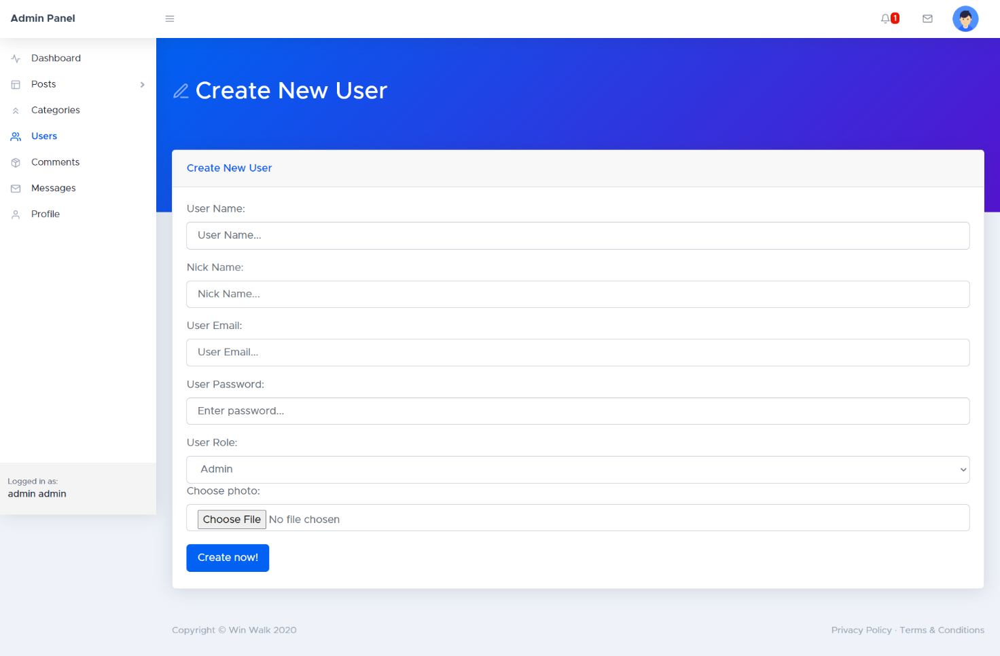 Admin Panel
1
Dashboard
Posts
Categories
Users
Comments
Messages
Profile
Logged in as:
admin admin
Create New User
Create New User
User Name:
User Name...
Nick Name:
Nick Name...
User Email:
User Email...
User Password:
Enter password...
User Role:
Admin
Choose photo:
Choose File No file chosen
Create now!
Copyright © Win Walk 2020
Privacy Policy · Terms & Conditions